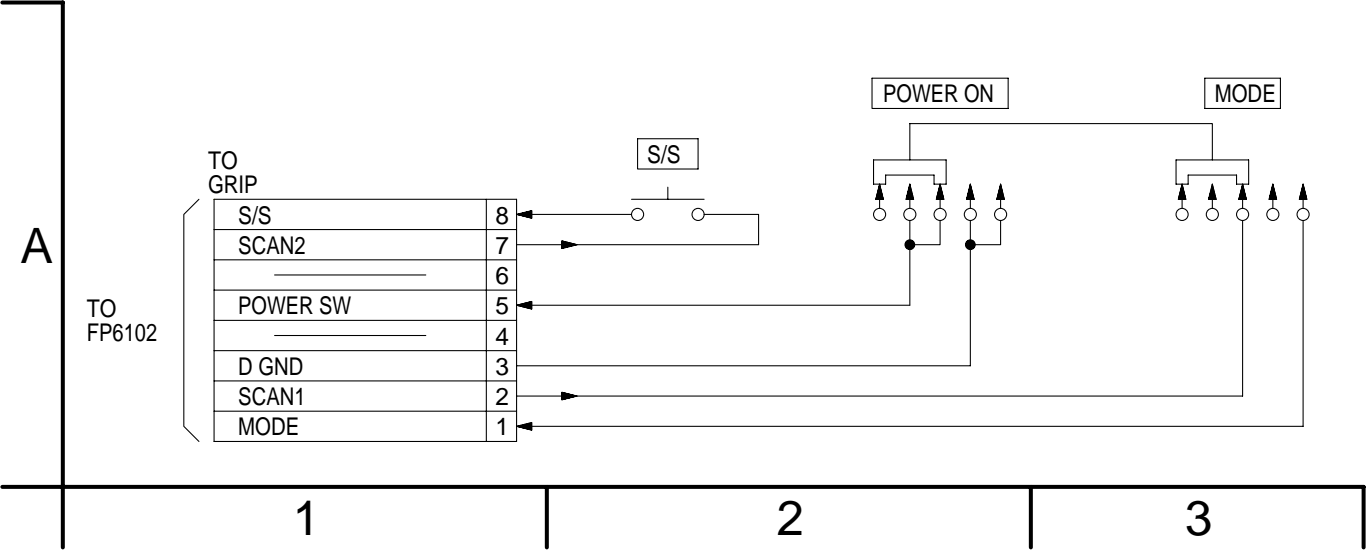 POWER ON
MODE
S/S
TO
GRIP
S/S 8
SCAN2 7
6
POWER SW 5
4
D GND 3
SCAN1 2
MODE 1
TO
FP6102
A
1 2 3